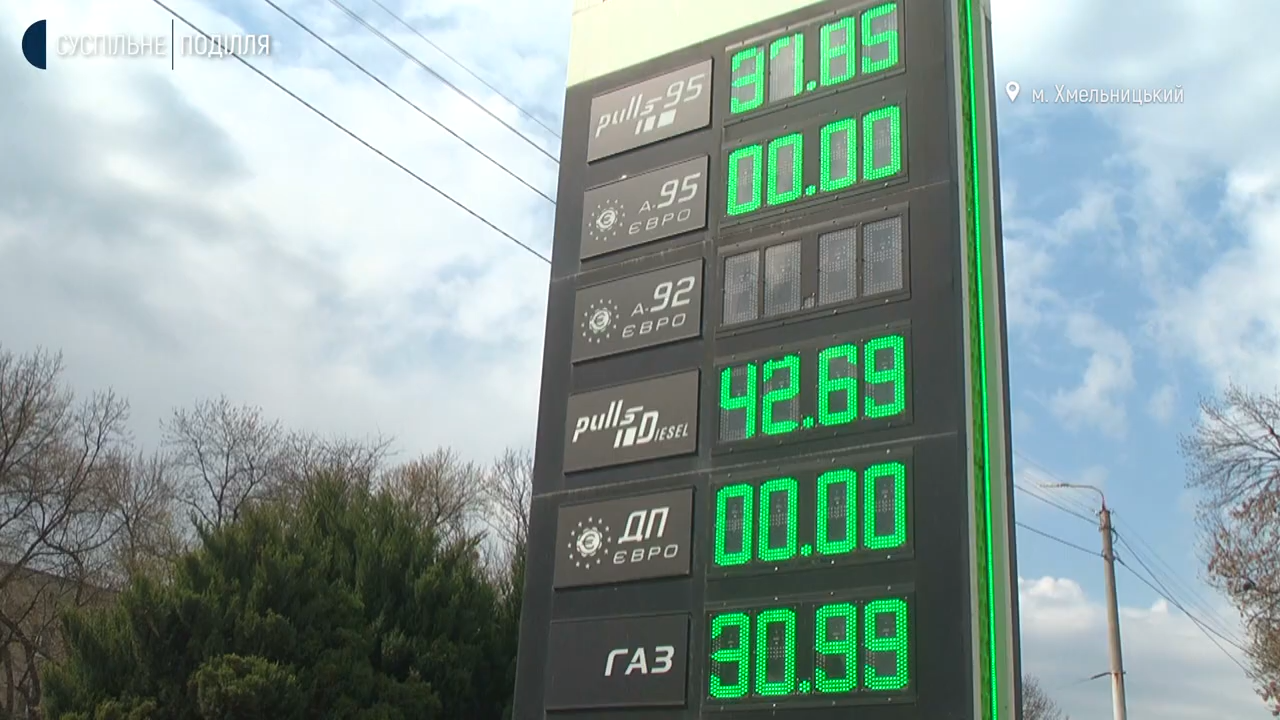 СУСПІЛЬНЕ ПОДІЛЛЯ
м. Хмельницький
pulls 95 37.85
А-95 00.00
ЄВРО
А-92
ЄВРО
pulls DIESEL 42.69
ДП 00.00
ЄВРО
ГАЗ 30.99